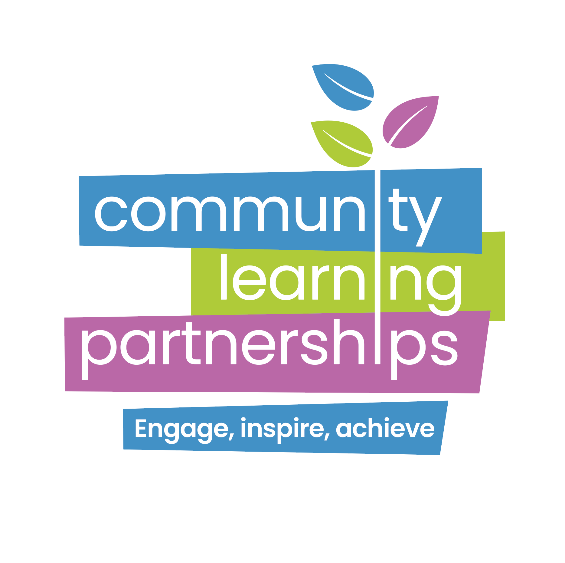 community
learning
partnerships
Engage, inspire, achieve